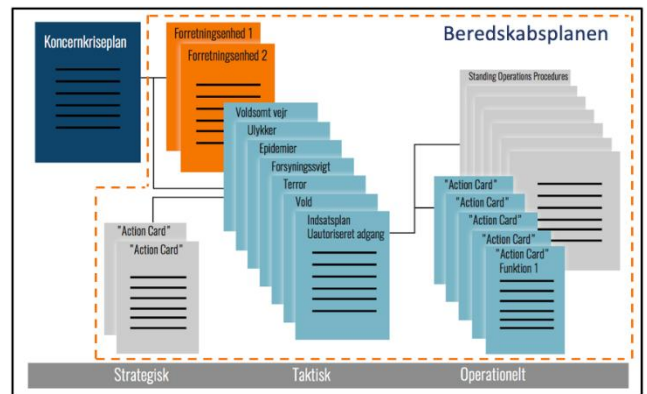 Koncernkriseplan
Forretningsenhed 1
Forretningsenhed 2
Beredskabsplanen
Standing Operations Procedures
Voldsomt vejr
Ulykker
Epidemier
Forsyningssvigt
Terror
Vold
Indsatsplan
Uautoriseret adgang
"Action Card"
"Action Card"
"Action Card"
"Action Card"
"Action Card"
"Action Card"
"Action Card"
Funktion 1
Strategisk
Taktisk
Operationelt